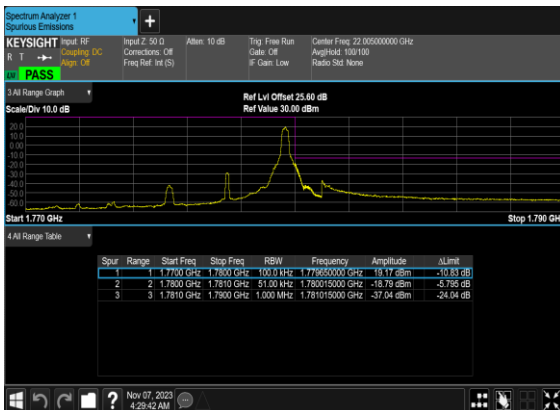 Spectrum Analyzer 1
Spurious Emissions
KEYSIGHT Input: RF Input Z: 50 Ω Atten: 10 dB Trig: Free Run Center Freq: 22.005000000 GHz
R T Coupling: DC Corrections: Off Gate: Off Avg|Hold: 100/100
Align: Off Freq Ref: Int (S) IF Gain: Low Radio Std: None
PASS
3 All Range Graph
Ref Lvl Offset 25.60 dB
Scale/Div 10.0 dB Ref Value 30.00 dBm
20.0
10.0
0.00
-10.0
-20.0
-30.0
-40.0
-50.0
-60.0
Start 1.770 GHz Stop 1.790 GH
4 All Range Table
Spur Range Start Freq Stop Freq RBW Frequency Amplitude ΔLimit
1 1 1.7700 GHz 1.7800 GHz 100.0 kHz 1.779650000 GHz 19.17 dBm -10.83 dB
2 2 1.7800 GHz 1.7810 GHz 51.00 kHz 1.780015000 GHz -18.79 dBm -5.795 dB
3 3 1.7810 GHz 1.7900 GHz 1.000 MHz 1.781015000 GHz -37.04 dBm -24.04 dB
Nov 07, 2023
4:29:42 AM